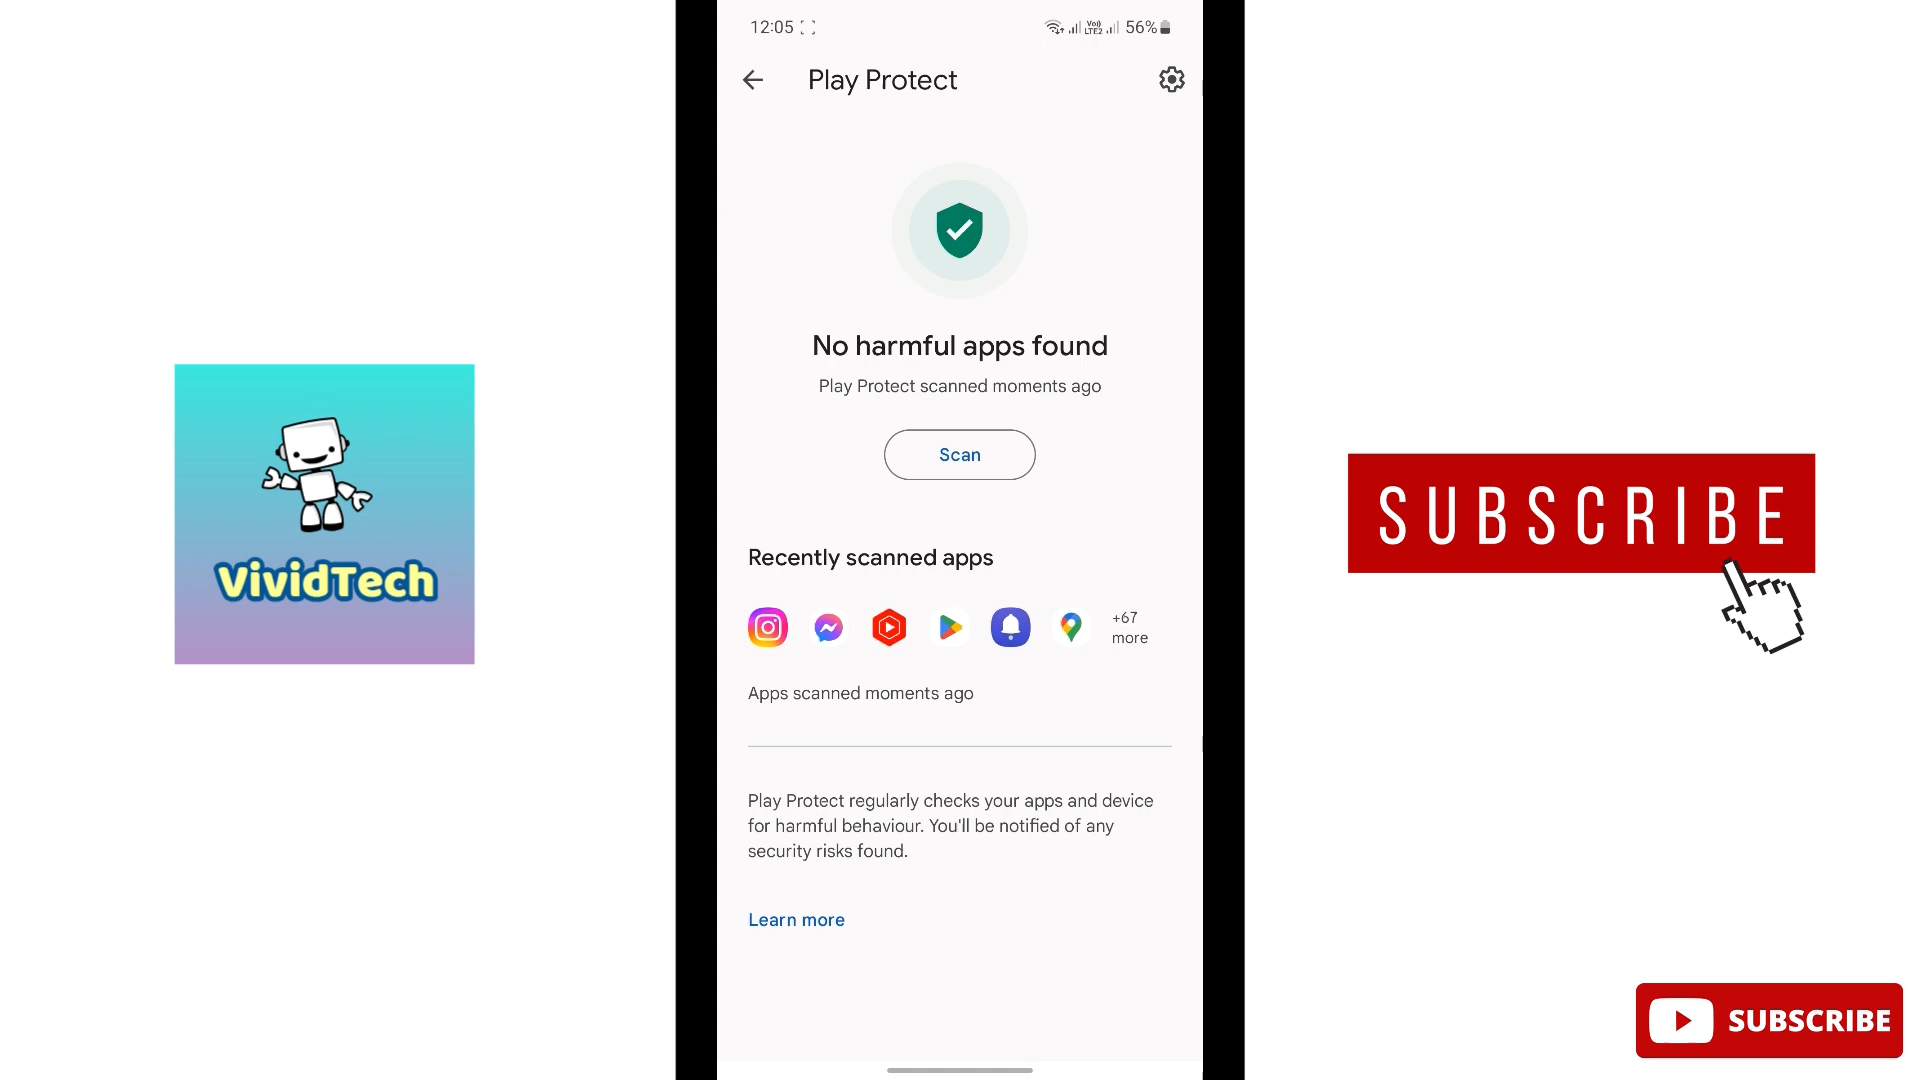 12:05
Vo))
LTE2
56%
Play Protect
No harmful apps found
Play Protect scanned moments ago
Scan
Recently scanned apps
+67
more
Apps scanned moments ago
Play Protect regularly checks your apps and device
for harmful behaviour. You'll be notified of any
security risks found.
Learn more
VividTech
SUBSCRIBE
SUBSCRIBE